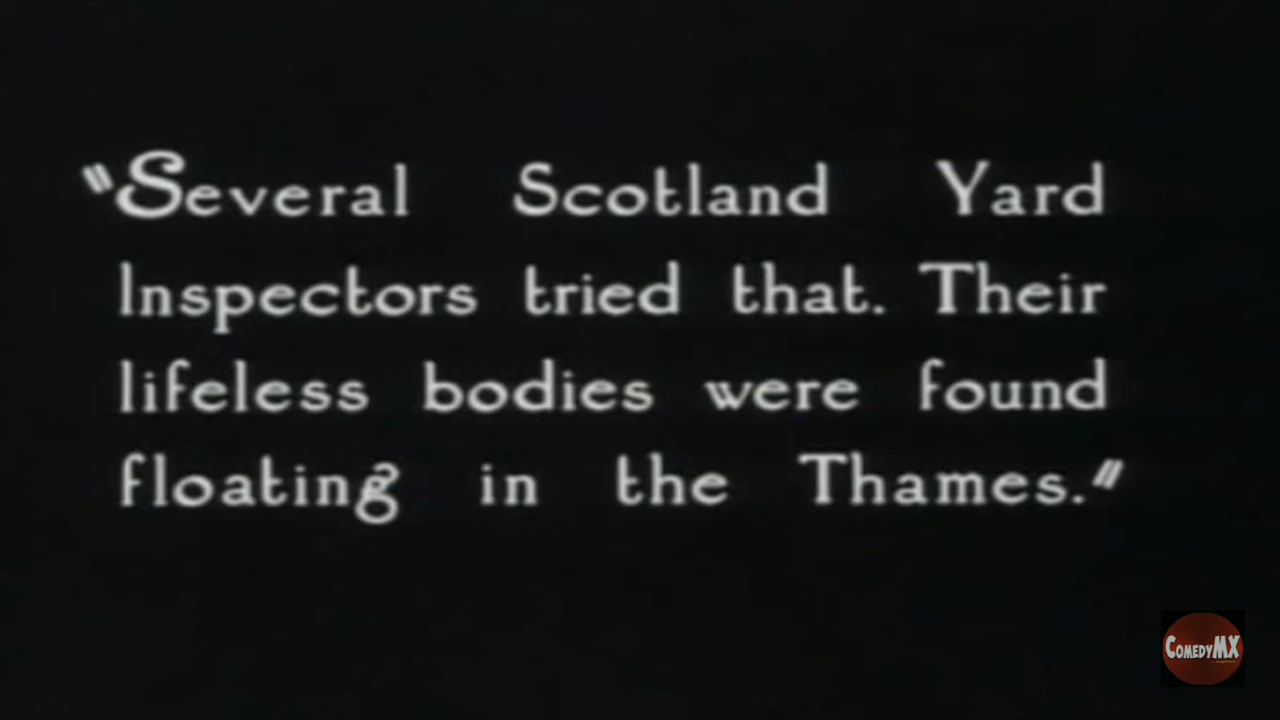 "Several Scotland Yard
Inspectors tried that. Their
lifeless bodies were found
floating in the Thames."
COMEDYMX